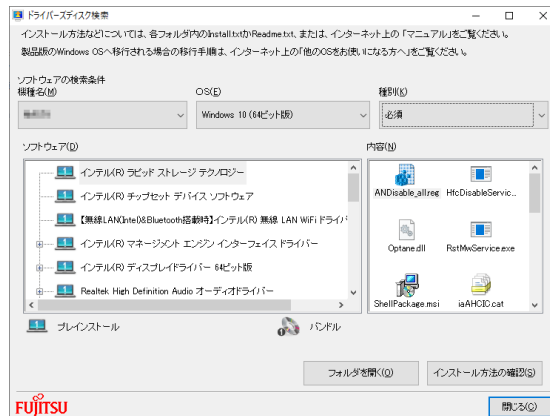 ドライバーズディスク検索
インストール方法などについては、各フォルダ内のInstall.txtかReadme.txt、または、インターネット上の「マニュアル」をご覧ください。
製品版のWindows OSへ移行される場合の移行手順は、インターネット上の「他のOSをお使いになる方へ」をご覧ください。
ソフトウェアの検索条件
機種名(M)
OS(E)
種別(K)
Windows 10 (64ビット版)
必須
ソフトウェア(D)
内容(N)
インテル(R) ラピッド ストレージ テクノロジー
インテル(R) チップセット デバイス ソフトウェア
【無線LAN(Intel)&Bluetooth搭載時】インテル(R) 無線 LAN WiFi ドライバ
インテル(R) マネージメント エンジン インターフェイス ドライバー
インテル(R) ディスプレイドライバー 64ビット版
Realtek High Definition Audio オーディオドライバー
ANDisable_all.reg
HfcDisableServic...
Optane.dll
RstMwService.exe
ShellPackage.msi
iaAHCIC.cat
プレインストール
バンドル
フォルダを開く(O)
インストール方法の確認(S)
FUJITSU
閉じる(C)